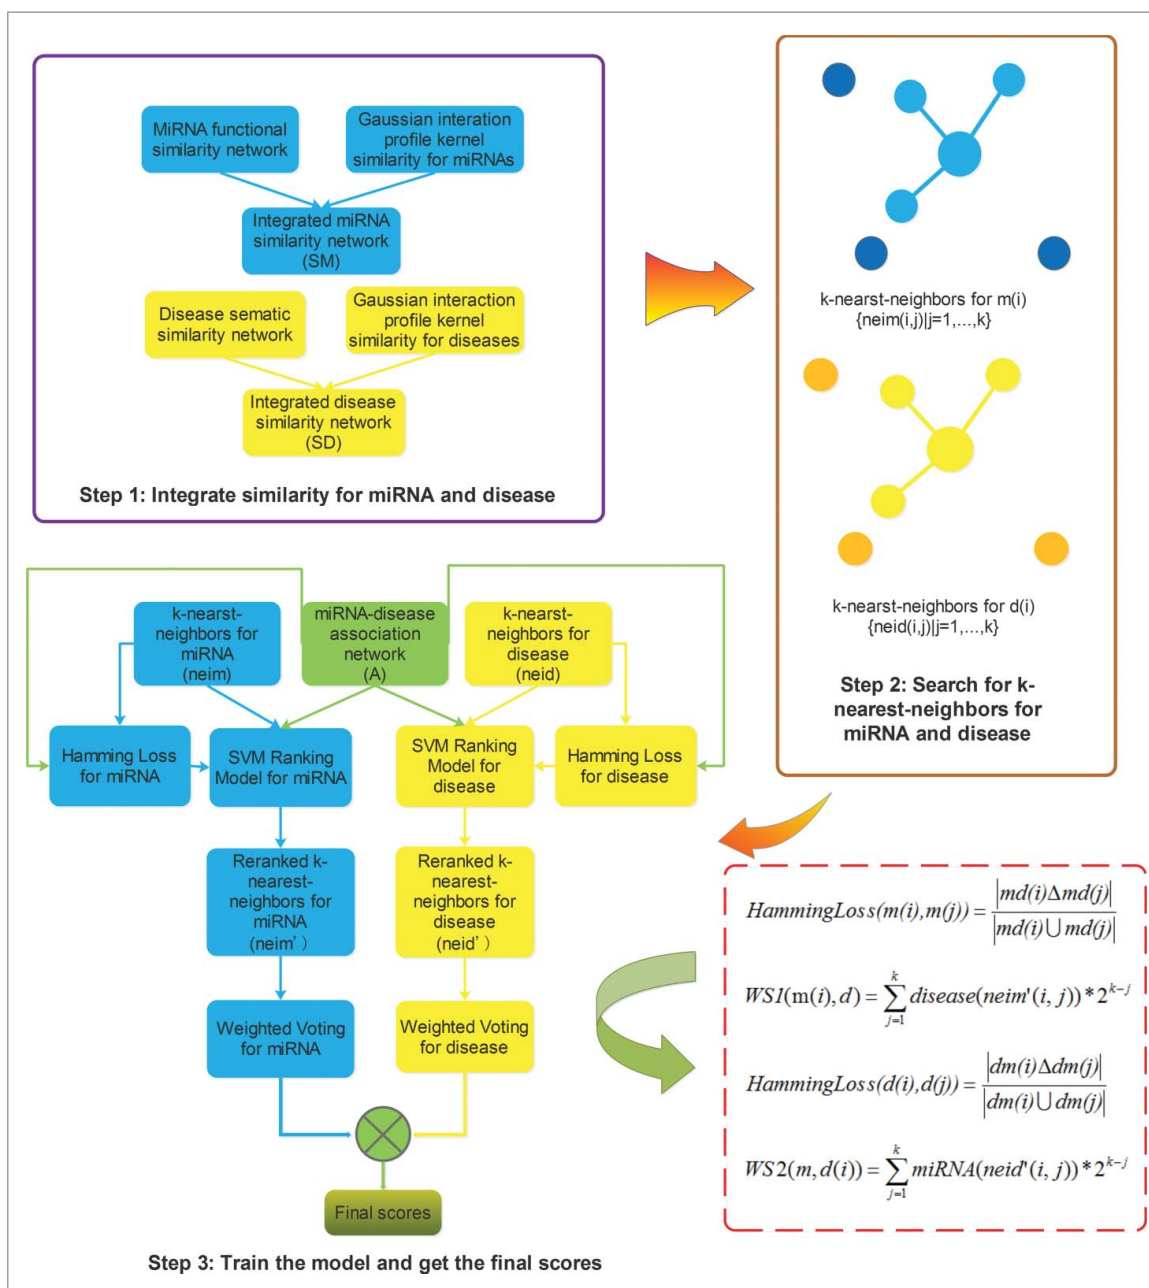 MiRNA functional
similarity network
Gaussian interation
profile kernel
similarity for miRNAs
Integrated miRNA
similarity network
(SM)
Disease sematic
similarity network
Gaussian interaction
profile kernel
similarity for diseases
Integrated disease
similarity network
(SD)
Step 1: Integrate similarity for miRNA and disease
k-nearst-neighbors for m(i)
{neim(i,j)|j=1,...,k}
k-nearst-neighbors for d(i)
{neid(i,j)|j=1,...,k}
Step 2: Search for k-
nearest-neighbors for
miRNA and disease
k-nearst-
neighbors for
miRNA
(neim)
miRNA-disease
association
network
(A)
k-nearst-
neighbors for
disease
(neid)
Hamming Loss
for miRNA
SVM Ranking
Model for miRNA
SVM Ranking
Model for
disease
Hamming Loss
for disease
Reranked k-
nearest-
neighbors for
miRNA
(neim')
Reranked k-
nearest-
neighbors for
disease
(neid')
Weighted Voting
for miRNA
Weighted Voting
for disease
Final scores
Step 3: Train the model and get the final scores
HammingLoss(m(i),m(j)) = |md(i)Δmd(j)| / |md(i)⋃md(j)|
WS1(m(i),d) = ∑_{j=1}^{k} disease(neim'(i, j))*2^{k-j}
HammingLoss(d(i),d(j)) = |dm(i)Δdm(j)| / |dm(i)⋃dm(j)|
WS2(m,d(i)) = ∑_{j=1}^{k} miRNA(neid'(i, j))*2^{k-j}